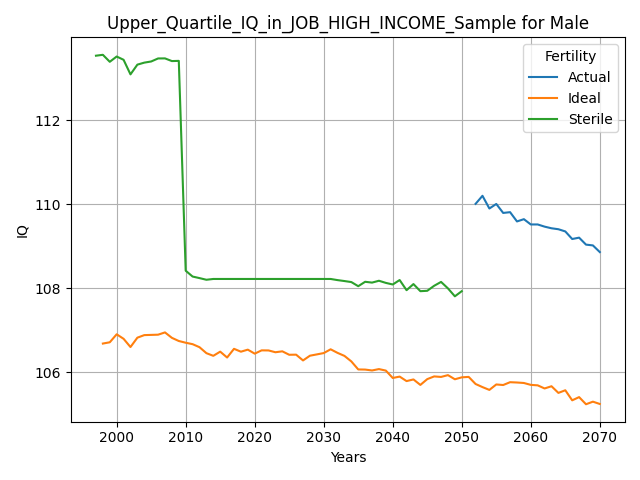 Upper_Quartile_IQ_in_JOB_HIGH_INCOME_Sample for Male
Fertility
Actual
Ideal
Sterile
112
110
108
106
IQ
2000
2010
2020
2030
2040
2050
2060
2070
Years